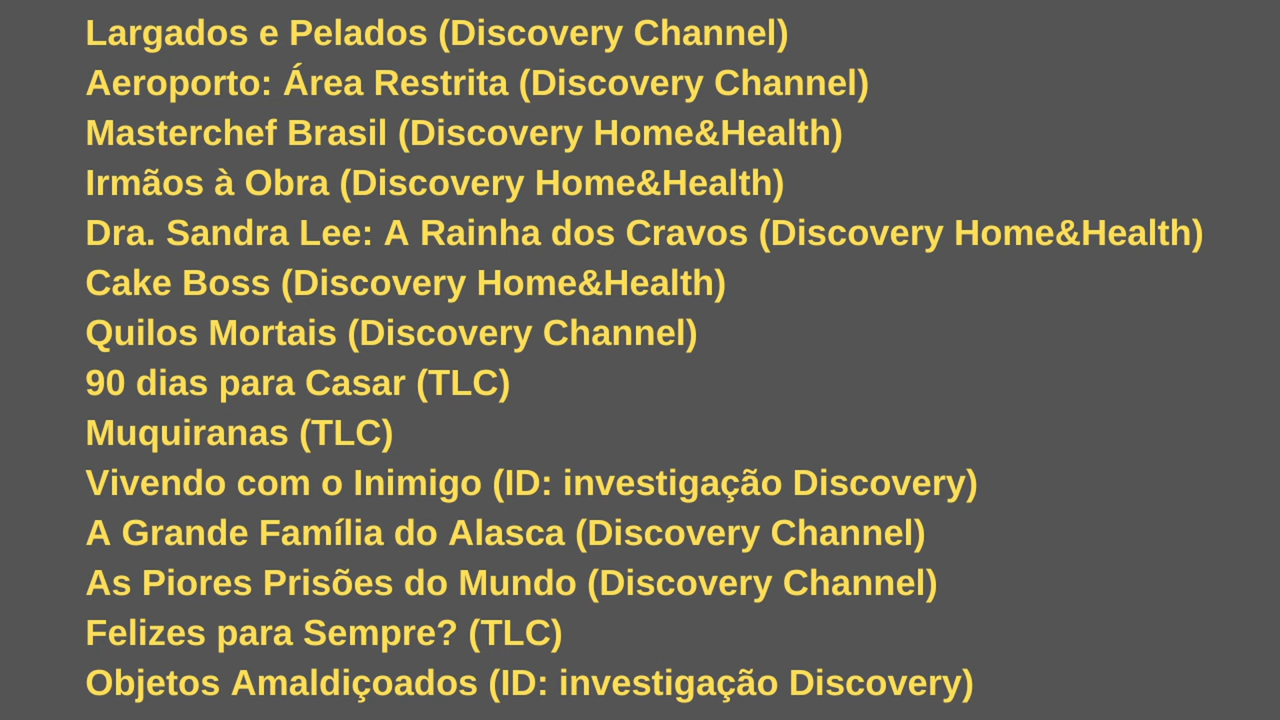 Largados e Pelados (Discovery Channel)
Aeroporto: Área Restrita (Discovery Channel)
Masterchef Brasil (Discovery Home&Health)
Irmãos à Obra (Discovery Home&Health)
Dra. Sandra Lee: A Rainha dos Cravos (Discovery Home&Health)
Cake Boss (Discovery Home&Health)
Quilos Mortais (Discovery Channel)
90 dias para Casar (TLC)
Muquiranas (TLC)
Vivendo com o Inimigo (ID: investigação Discovery)
A Grande Família do Alasca (Discovery Channel)
As Piores Prisões do Mundo (Discovery Channel)
Felizes para Sempre? (TLC)
Objetos Amaldiçoados (ID: investigação Discovery)